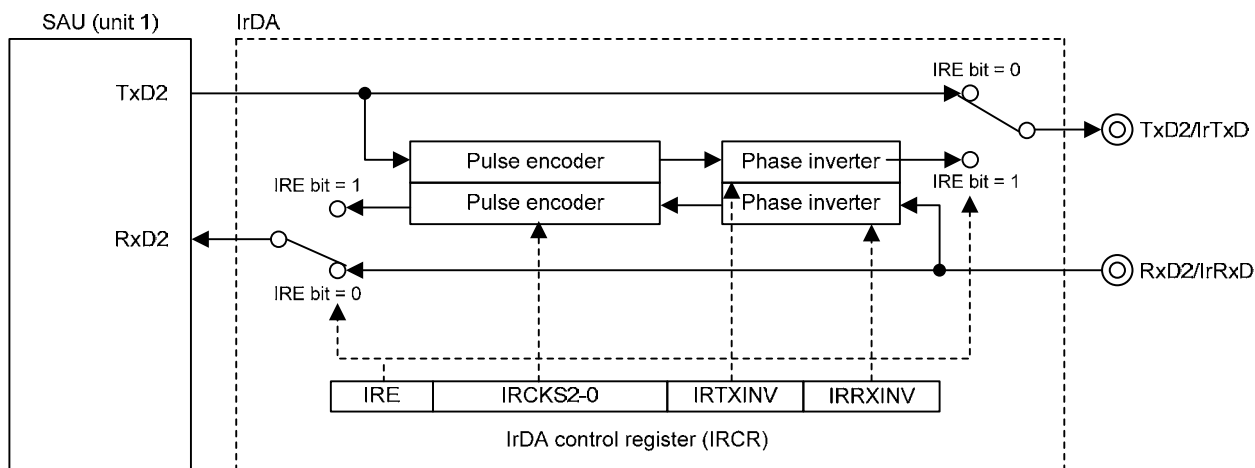 SAU (unit 1)
IrDA
IRE bit = 0
TxD2
TxD2/IrTxD
Pulse encoder
Phase inverter
IRE bit = 1
IRE bit = 1
Pulse encoder
Phase inverter
RxD2
RxD2/IrRxD
IRE bit = 0
IRE
IRCKS2-0
IRTXINV
IRRXINV
IrDA control register (IRCR)